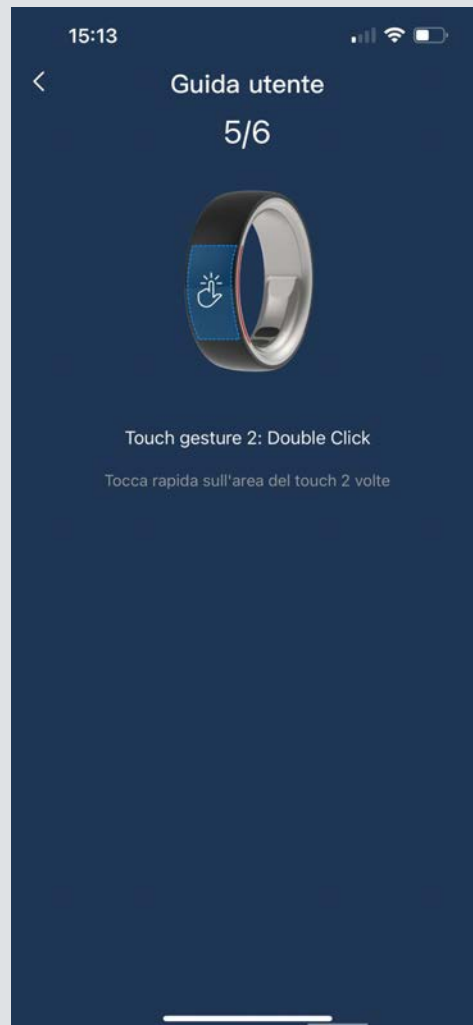 15:13
Guida utente
5/6
Touch gesture 2: Double Click
Tocca rapida sull'area del touch 2 volte